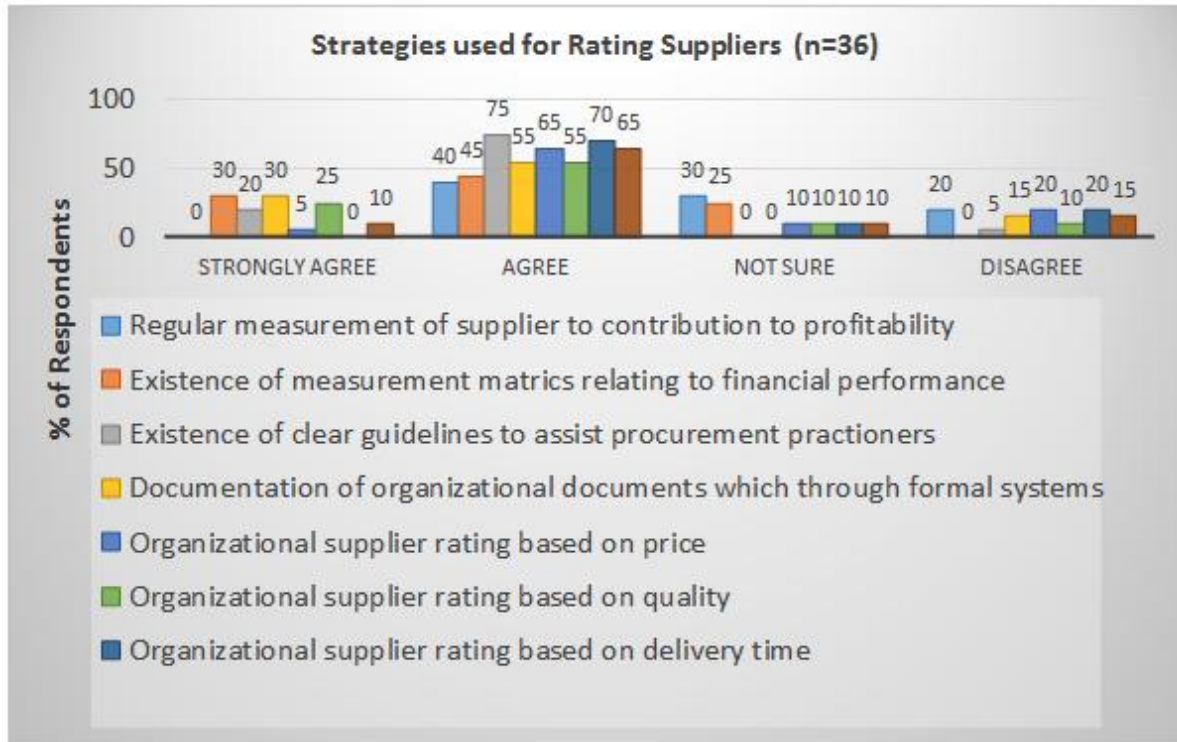 Strategies used for Rating Suppliers (n=36)
% of Respondents
100
50
0
0 30 20 30 5 25 0 10
40 45 75 55 65 55 70 65
30 25 0 0 10 10 10 10
20 0 5 15 20 10 20 15
STRONGLY AGREE AGREE NOT SURE DISAGREE
Regular measurement of supplier to contribution to profitability
Existence of measurement matrics relating to financial performance
Existence of clear guidelines to assist procurement practioners
Documentation of organizational documents which through formal systems
Organizational supplier rating based on price
Organizational supplier rating based on quality
Organizational supplier rating based on delivery time